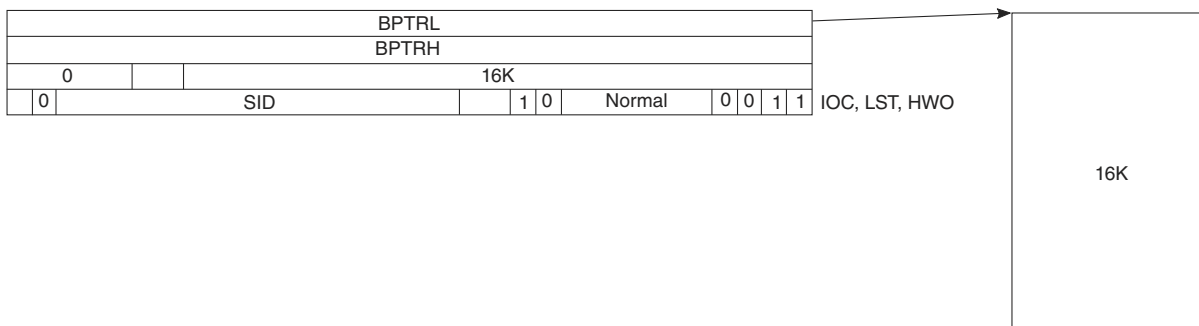 BPTRL
BPTRH
0 16K
0 SID 1 0 Normal 0 0 1 1 IOC, LST, HWO
16K